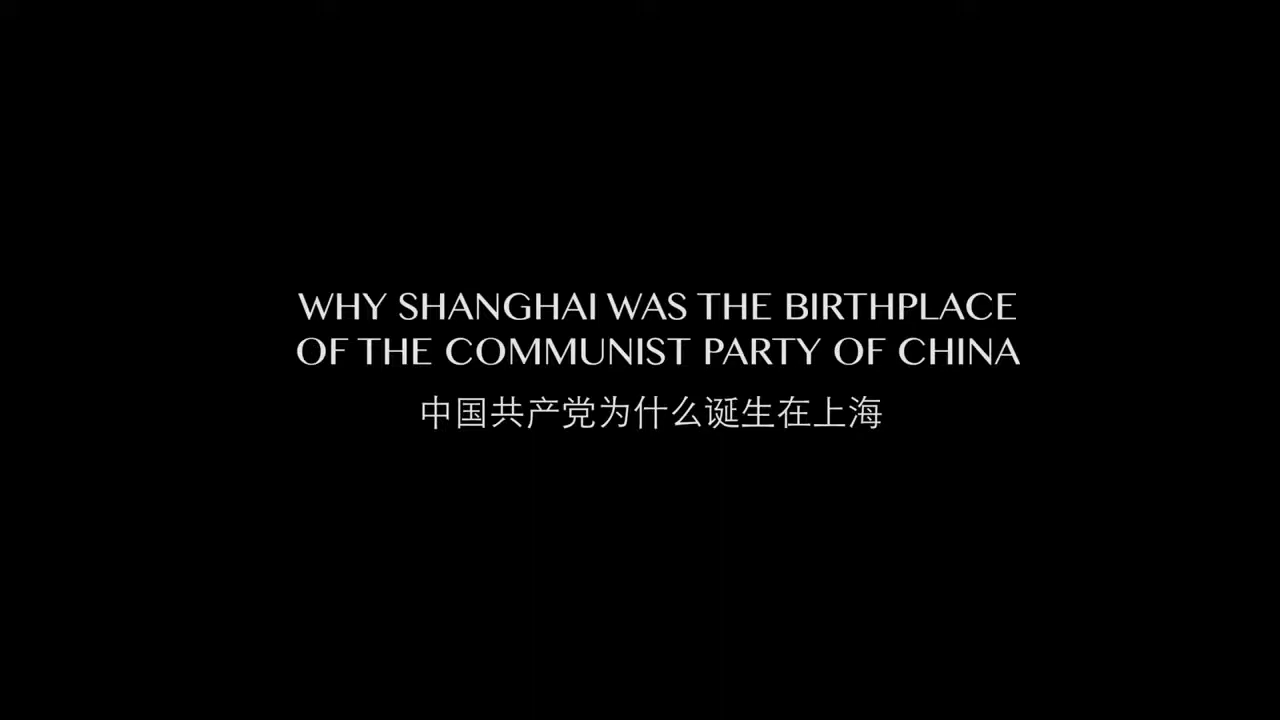 WHY SHANGHAI WAS THE BIRTHPLACE
OF THE COMMUNIST PARTY OF CHINA
中国共产党为什么诞生在上海